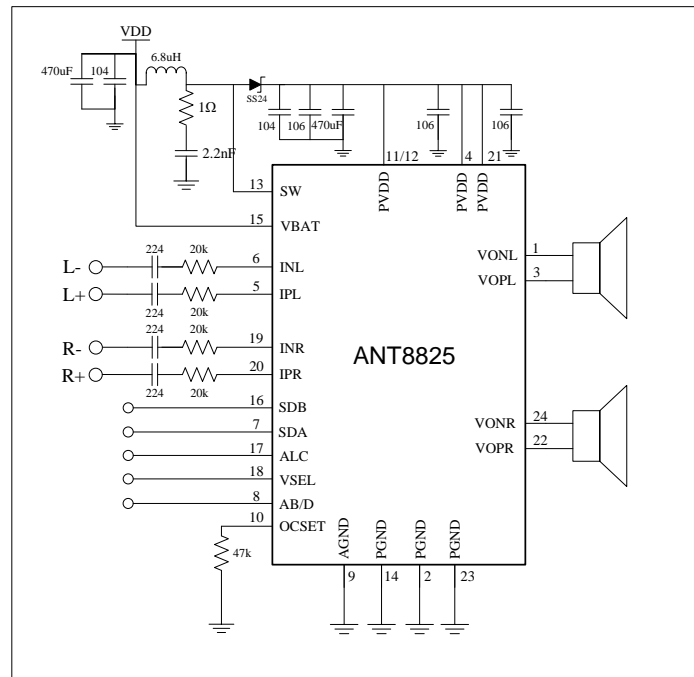 VDD
6.8uH
470uF
104
SS24
1Ω
104
106
470uF
106
106
2.2nF
11/12
4
21
13
SW
PVDD
PVDD
PVDD
15
VBAT
224
20k
L-
6
INL
VONL
1
L+
5
IPL
VOPL
3
224
20k
224
20k
R-
19
INR
ANT8825
R+
20
IPR
224
20k
16
SDB
7
SDA
VONR
24
17
ALC
VOPR
22
18
VSEL
8
AB/D
10
OCSET
47k
AGND
PGND
PGND
PGND
9
14
2
23